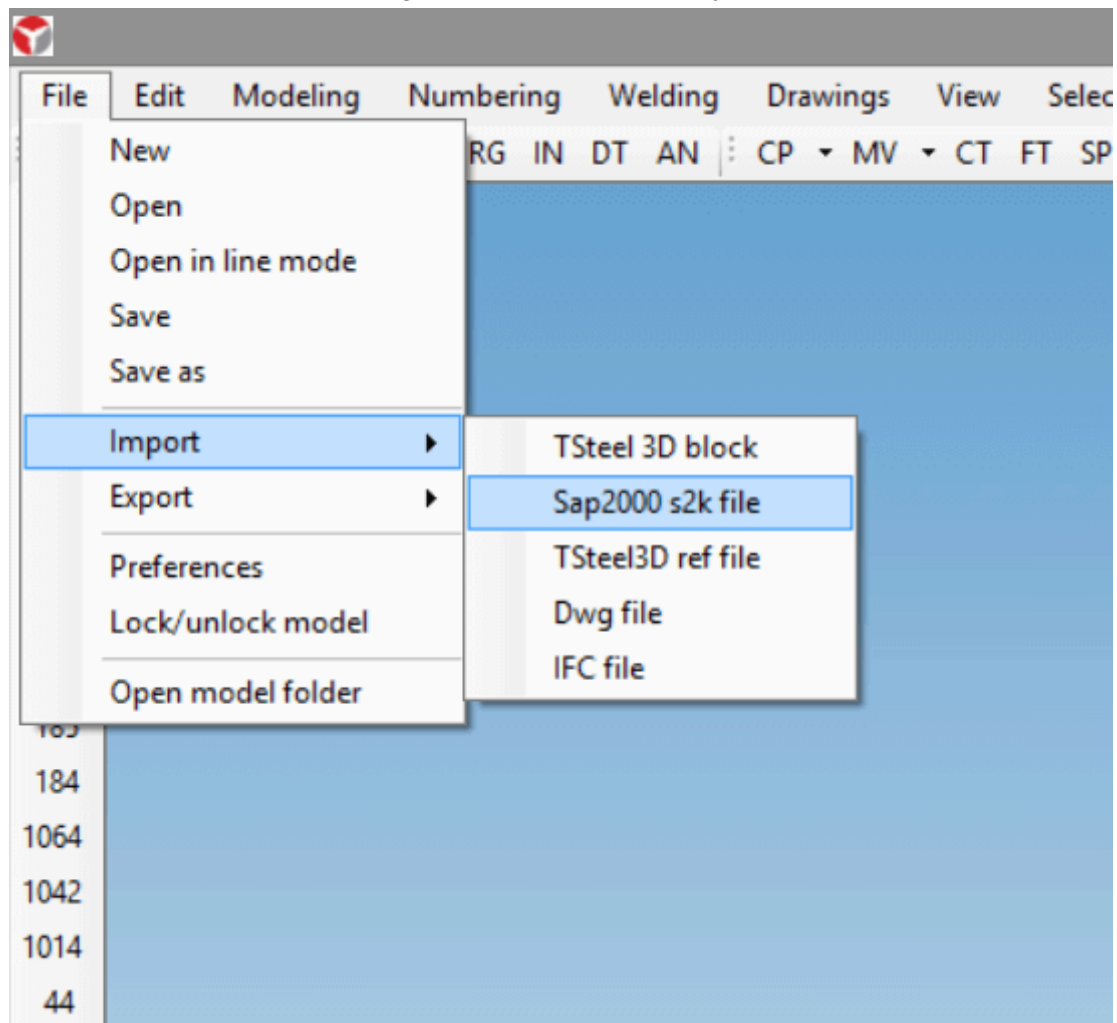 File Edit Modeling Numbering Welding Drawings View Selec
RG IN DT AN CP MV CT FT SP
New
Open
Open in line mode
Save
Save as
Import
Export
Preferences
Lock/unlock model
Open model folder
TSteel 3D block
Sap2000 s2k file
TSteel3D ref file
Dwg file
IFC file
184
1064
1042
1014
44